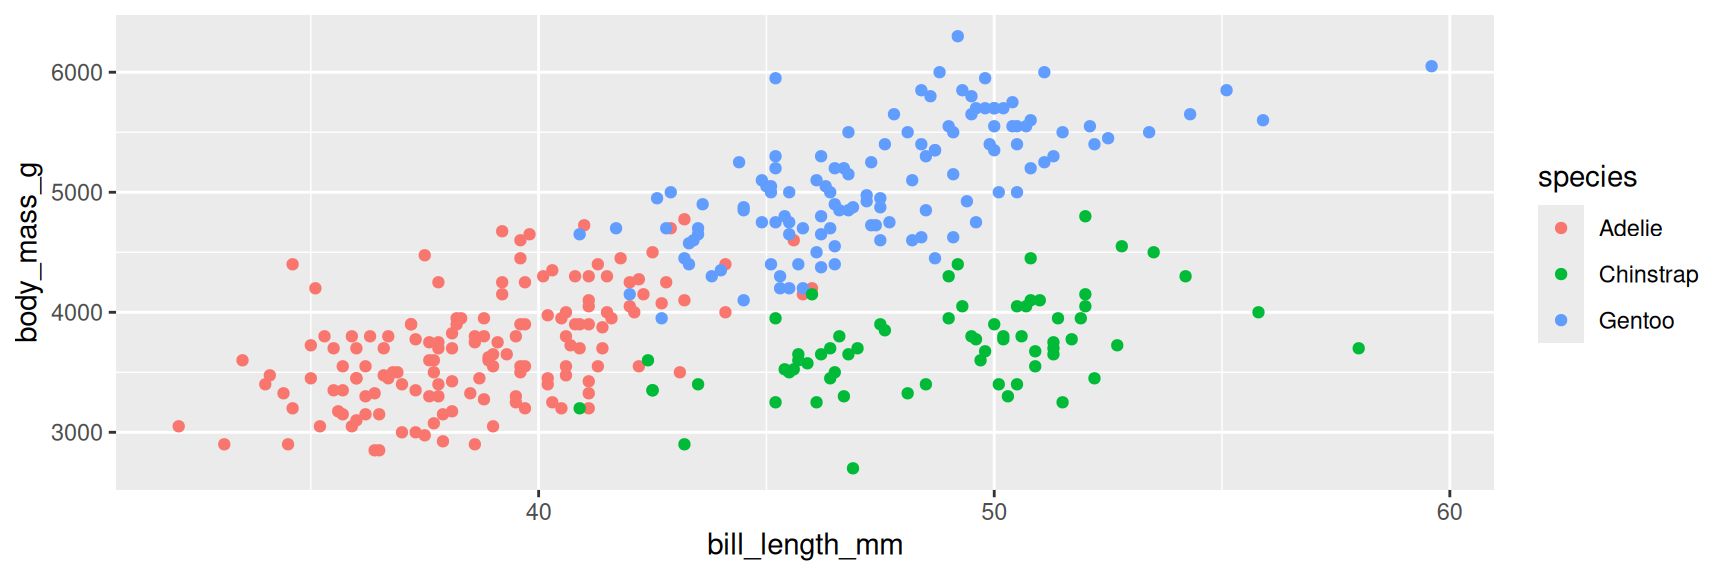 6000
5000
4000
3000
body_mass_g
40 50 60
bill_length_mm
species
Adelie
Chinstrap
Gentoo